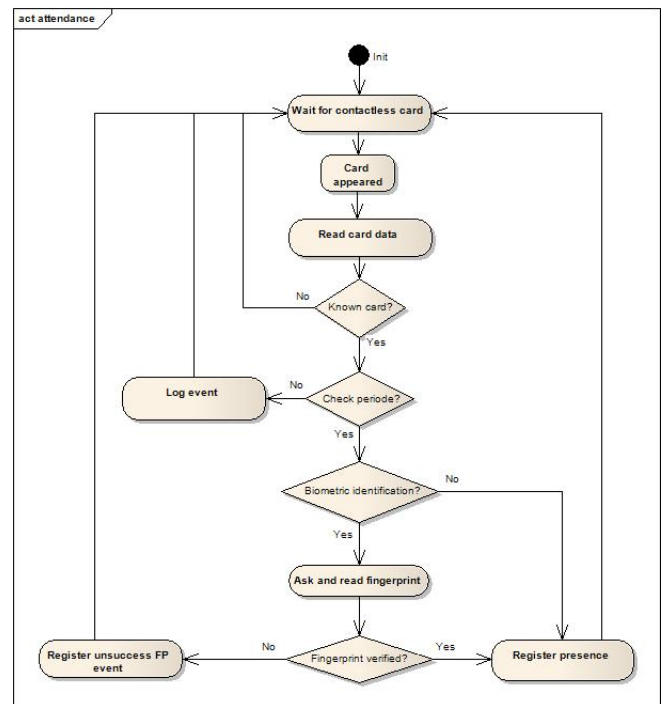 act attendance
Init
Wait for contactless card
Card
appeared
Read card data
No
Known card?
Yes
Log event
No
Check periode?
Yes
Biometric identification?
No
Yes
Ask and read fingerprint
Register unsuccess FP
event
No
Fingerprint verified?
Yes
Register presence